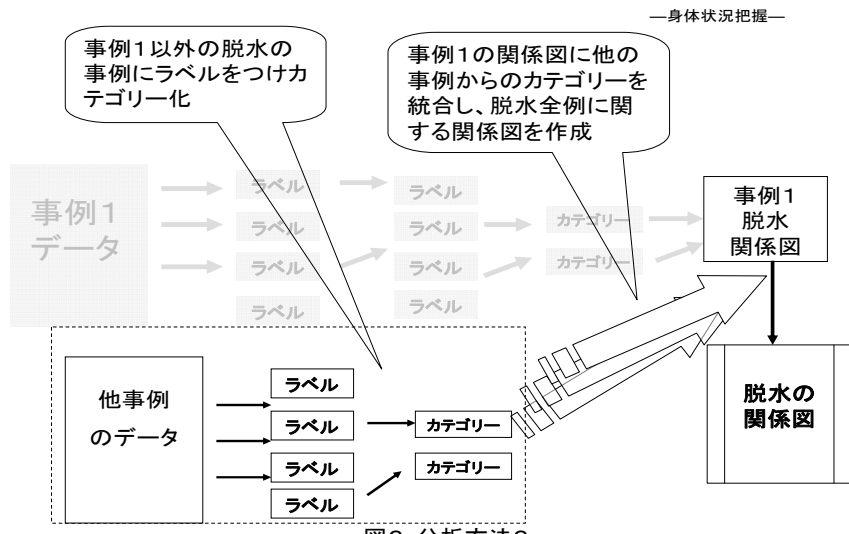 ―身体状況把握―
事例1以外の脱水の
事例にラベルをつけカ
テゴリー化
事例1の関係図に他の
事例からのカテゴリーを
統合し、脱水全例に関
する関係図を作成
事例1
データ
ラベル
ラベル
ラベル
ラベル
ラベル
ラベル
ラベル
ラベル
カテゴリー
カテゴリー
事例1
脱水
関係図
他事例
のデータ
ラベル
ラベル
ラベル
ラベル
カテゴリー
カテゴリー
脱水の
関係図